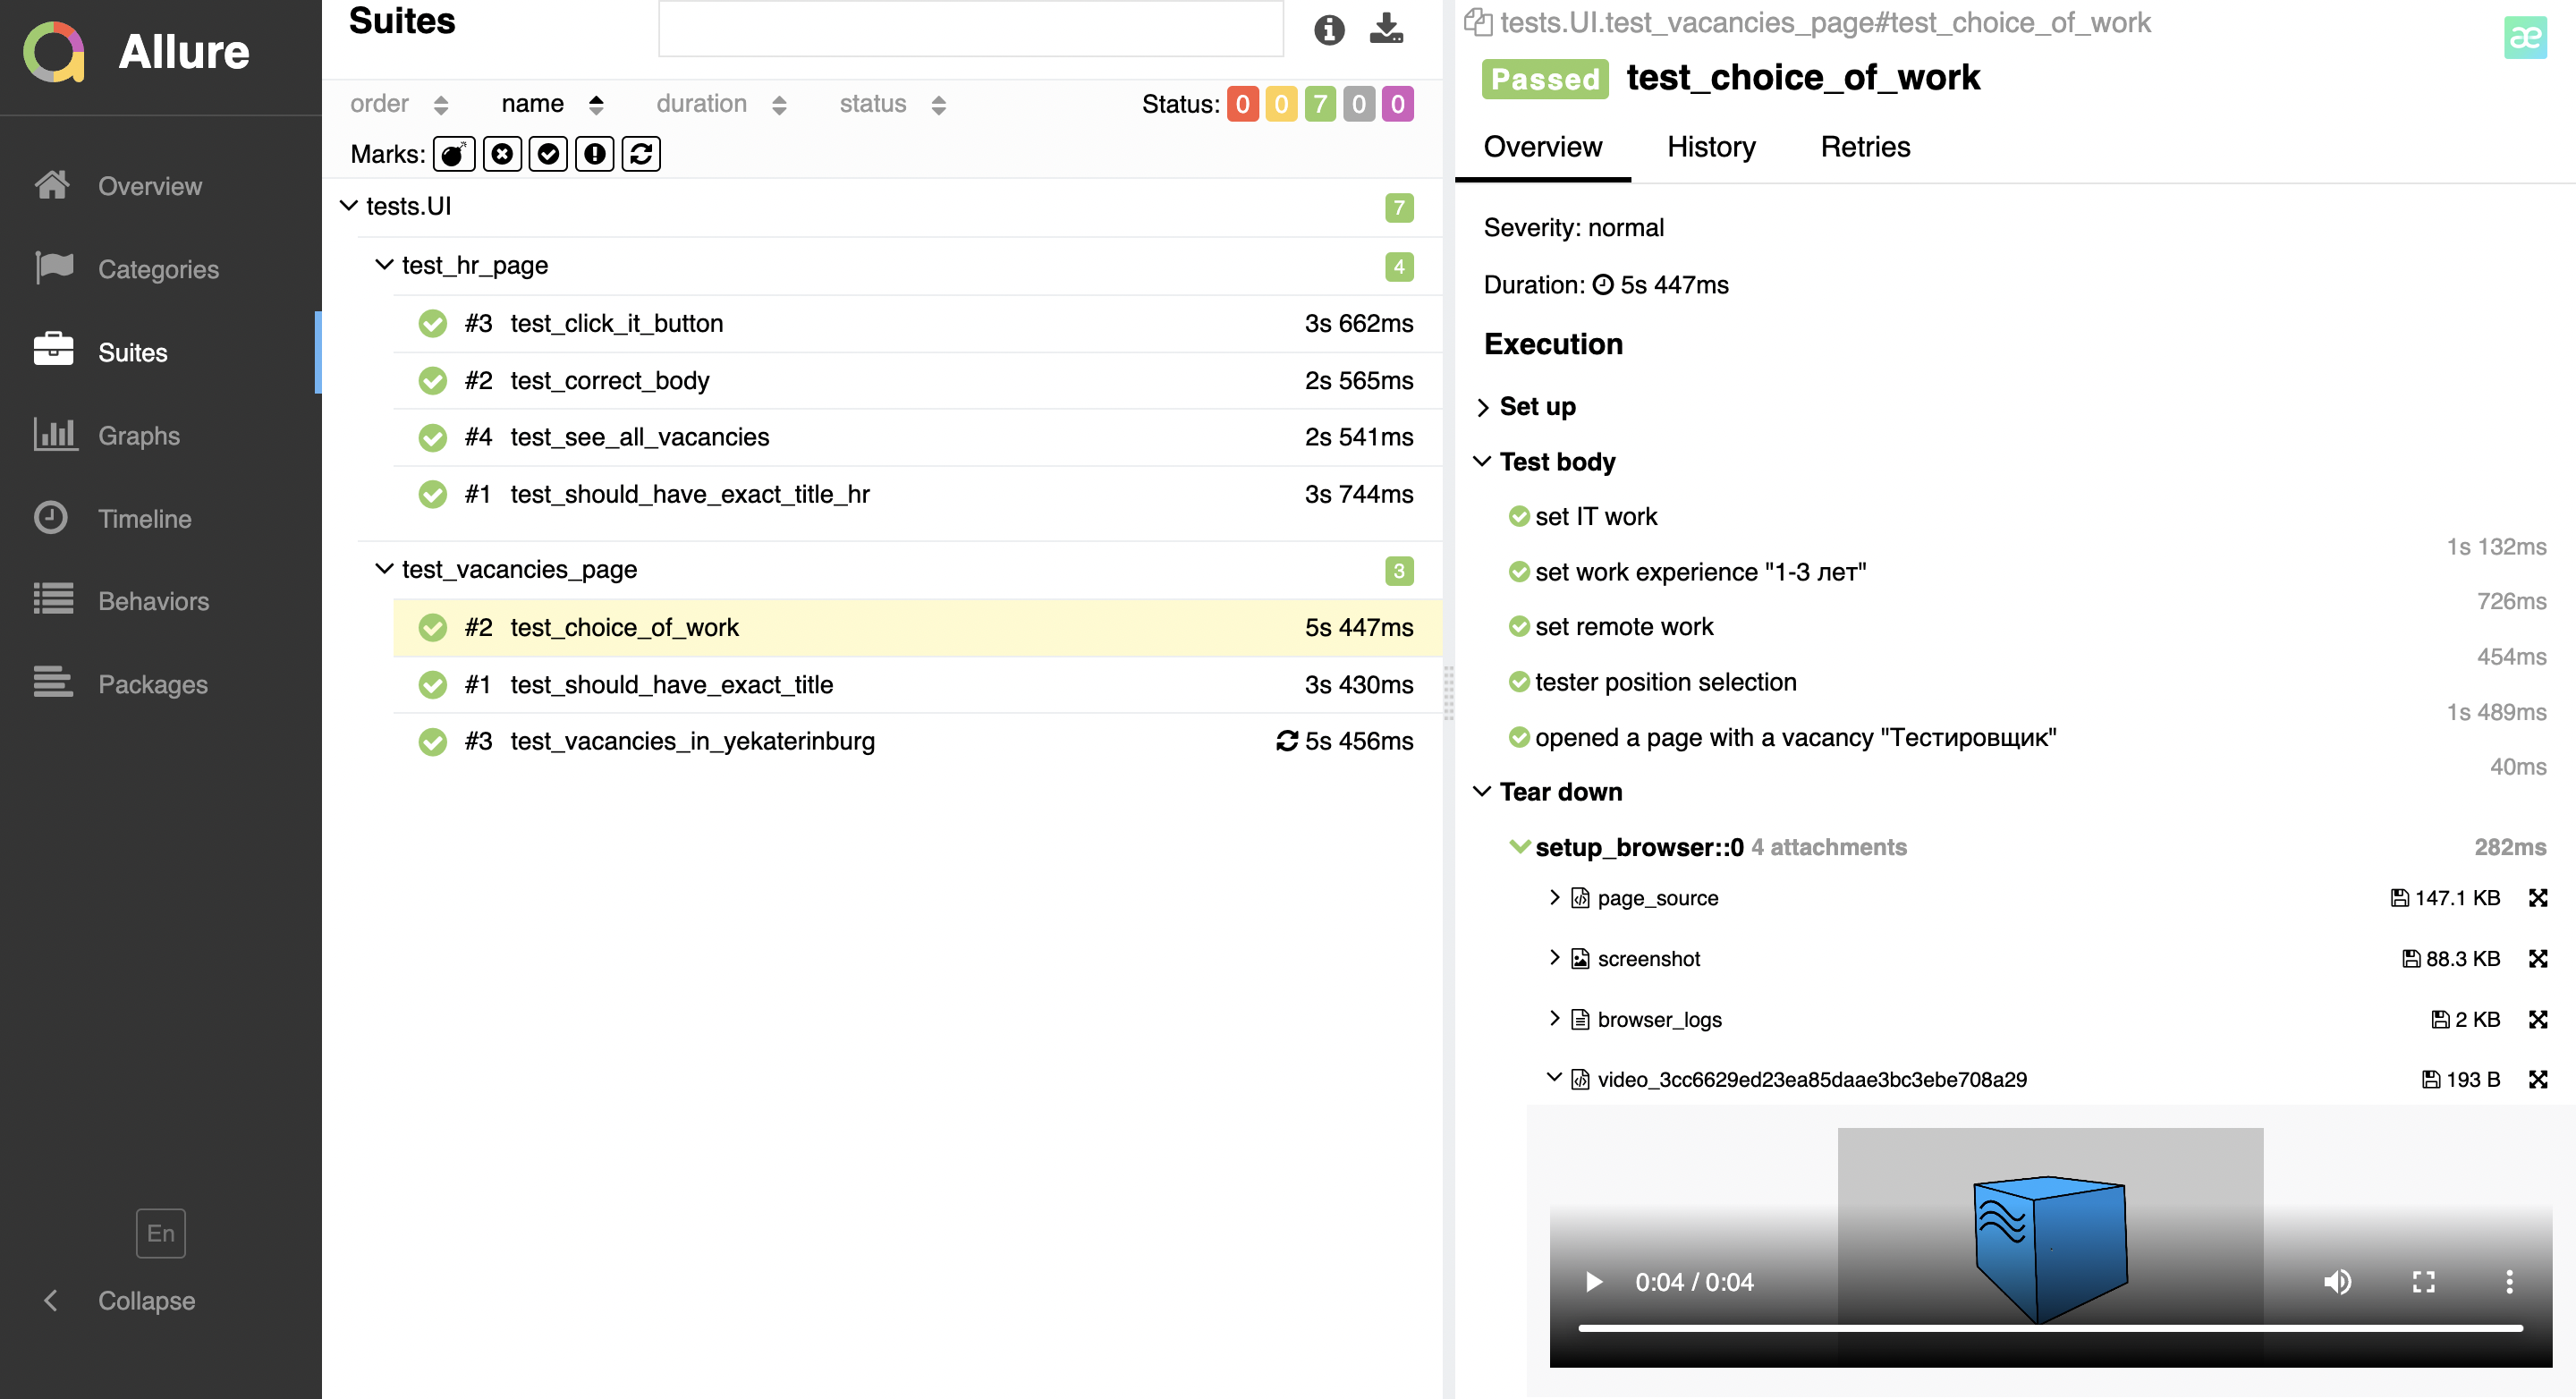 Allure
Overview
Categories
Suites
Graphs
Timeline
Behaviors
Packages
En
Collapse
Suites
order name duration status Status: 0 0 7 0 0
Marks:
tests.UI 7
test_hr_page 4
#3 test_click_it_button 3s 662ms
#2 test_correct_body 2s 565ms
#4 test_see_all_vacancies 2s 541ms
#1 test_should_have_exact_title_hr 3s 744ms
test_vacancies_page 3
#2 test_choice_of_work 5s 447ms
#1 test_should_have_exact_title 3s 430ms
#3 test_vacancies_in_yekaterinburg 5s 456ms
tests.UI.test_vacancies_page#test_choice_of_work
æ
Passed test_choice_of_work
Overview History Retries
Severity: normal
Duration: 5s 447ms
Execution
Set up
Test body
set IT work
1s 132ms
set work experience "1-3 лет"
726ms
set remote work
454ms
tester position selection
1s 489ms
opened a page with a vacancy "Тестировщик"
40ms
Tear down
setup_browser::0 4 attachments 282ms
page_source 147.1 KB
screenshot 88.3 KB
browser_logs 2 KB
video_3cc6629ed23ea85daae3bc3ebe708a29 193 B
0:04 / 0:04